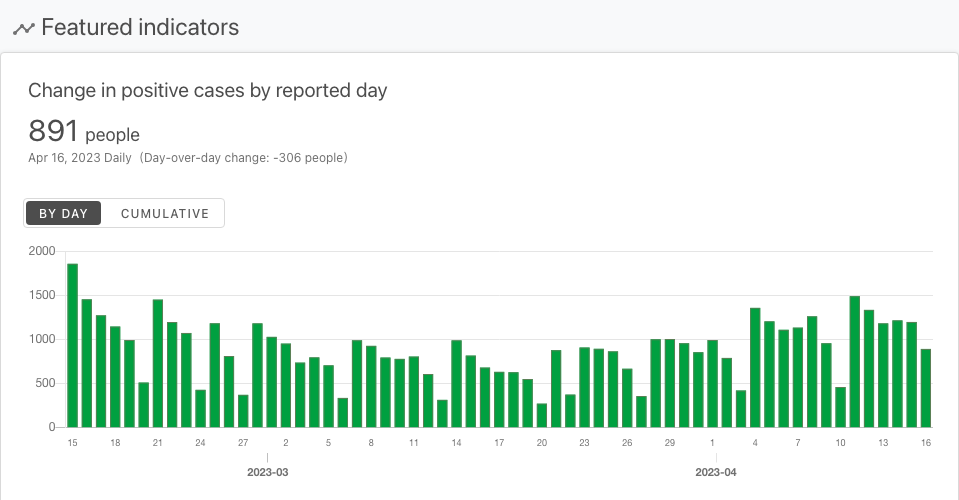 Featured indicators
Change in positive cases by reported day
891 people
Apr 16, 2023 Daily (Day-over-day change: -306 people)
BY DAY CUMULATIVE
2000
1500
1000
500
0
15 18 21 24 27 2 5 8 11 14 17 20 23 26 29 1 4 7 10 13 16
2023-03 2023-04